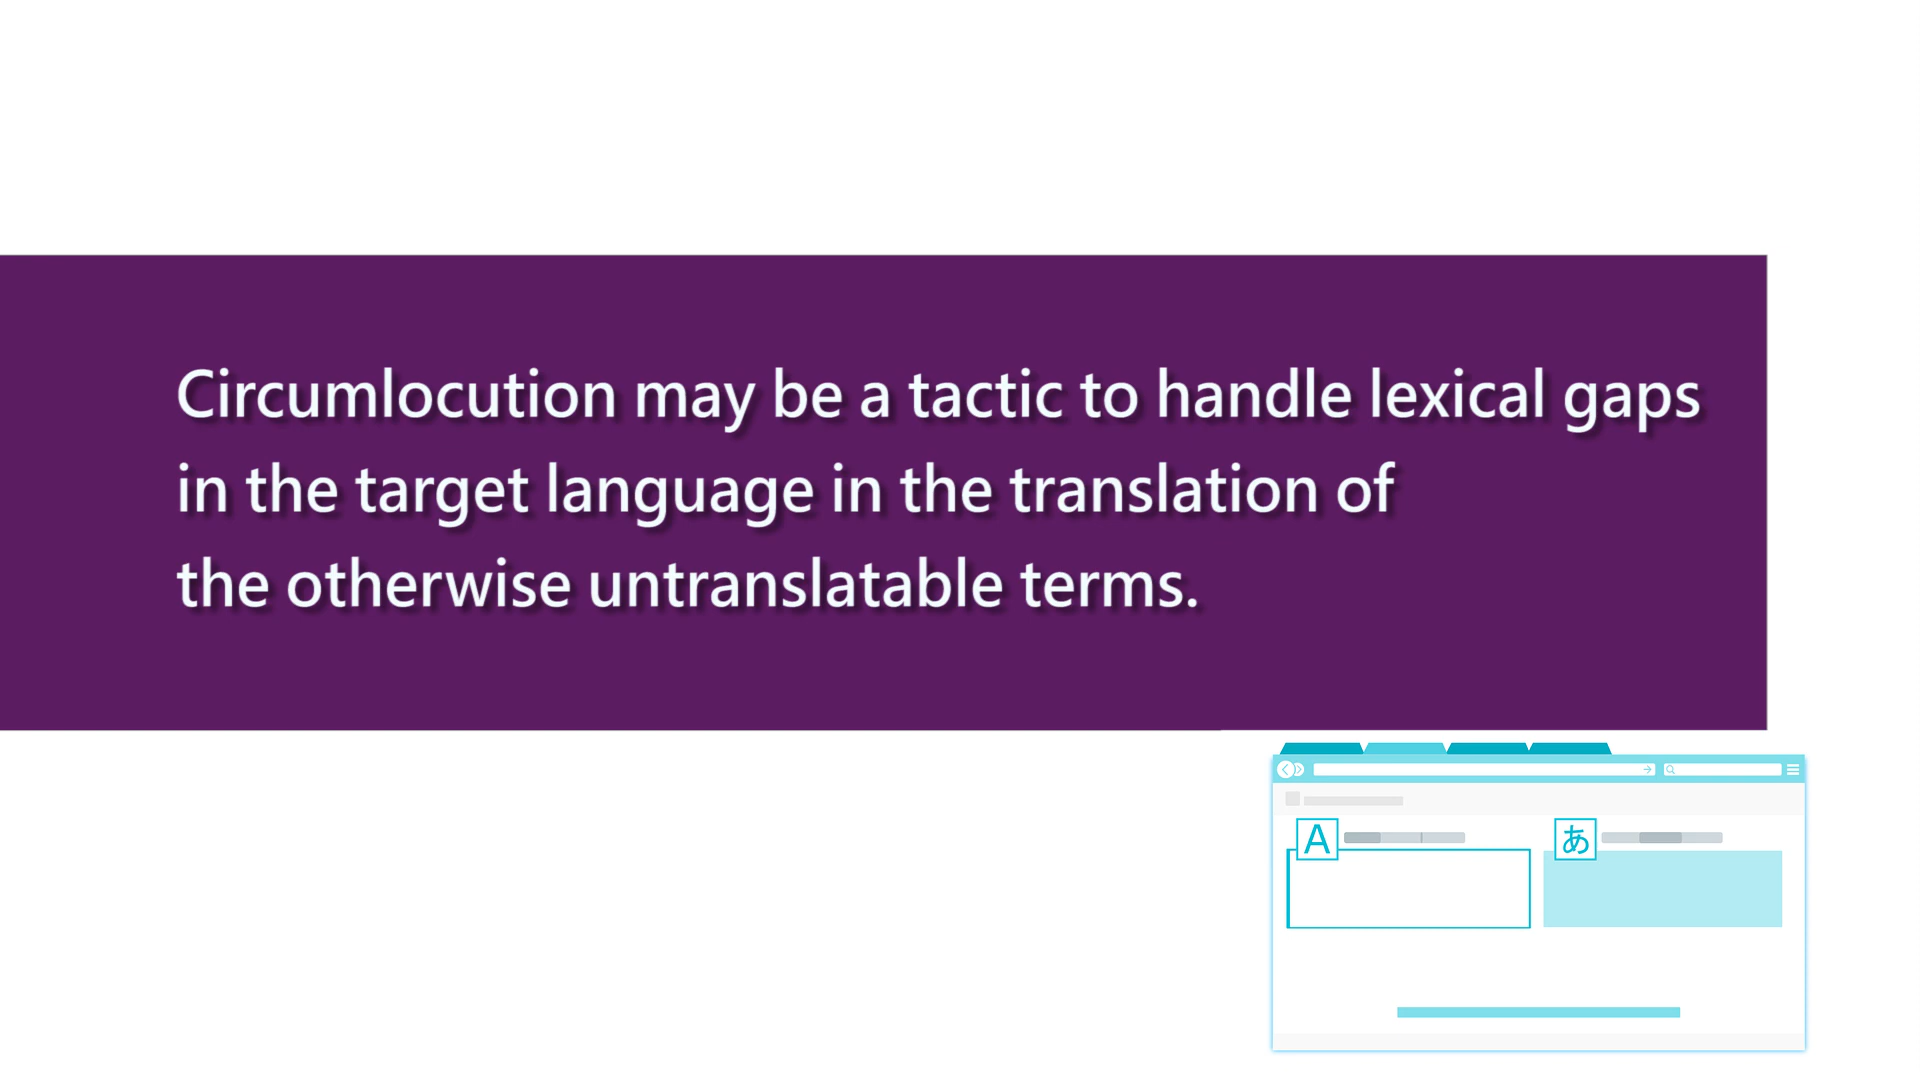 Circumlocution may be a tactic to handle lexical gaps
in the target language in the translation of
the otherwise untranslatable terms.
A
あ